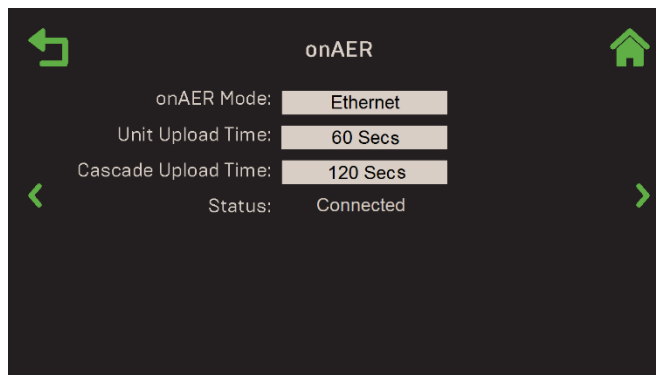 onAER
onAER Mode: Ethernet
Unit Upload Time: 60 Secs
Cascade Upload Time: 120 Secs
Status: Connected